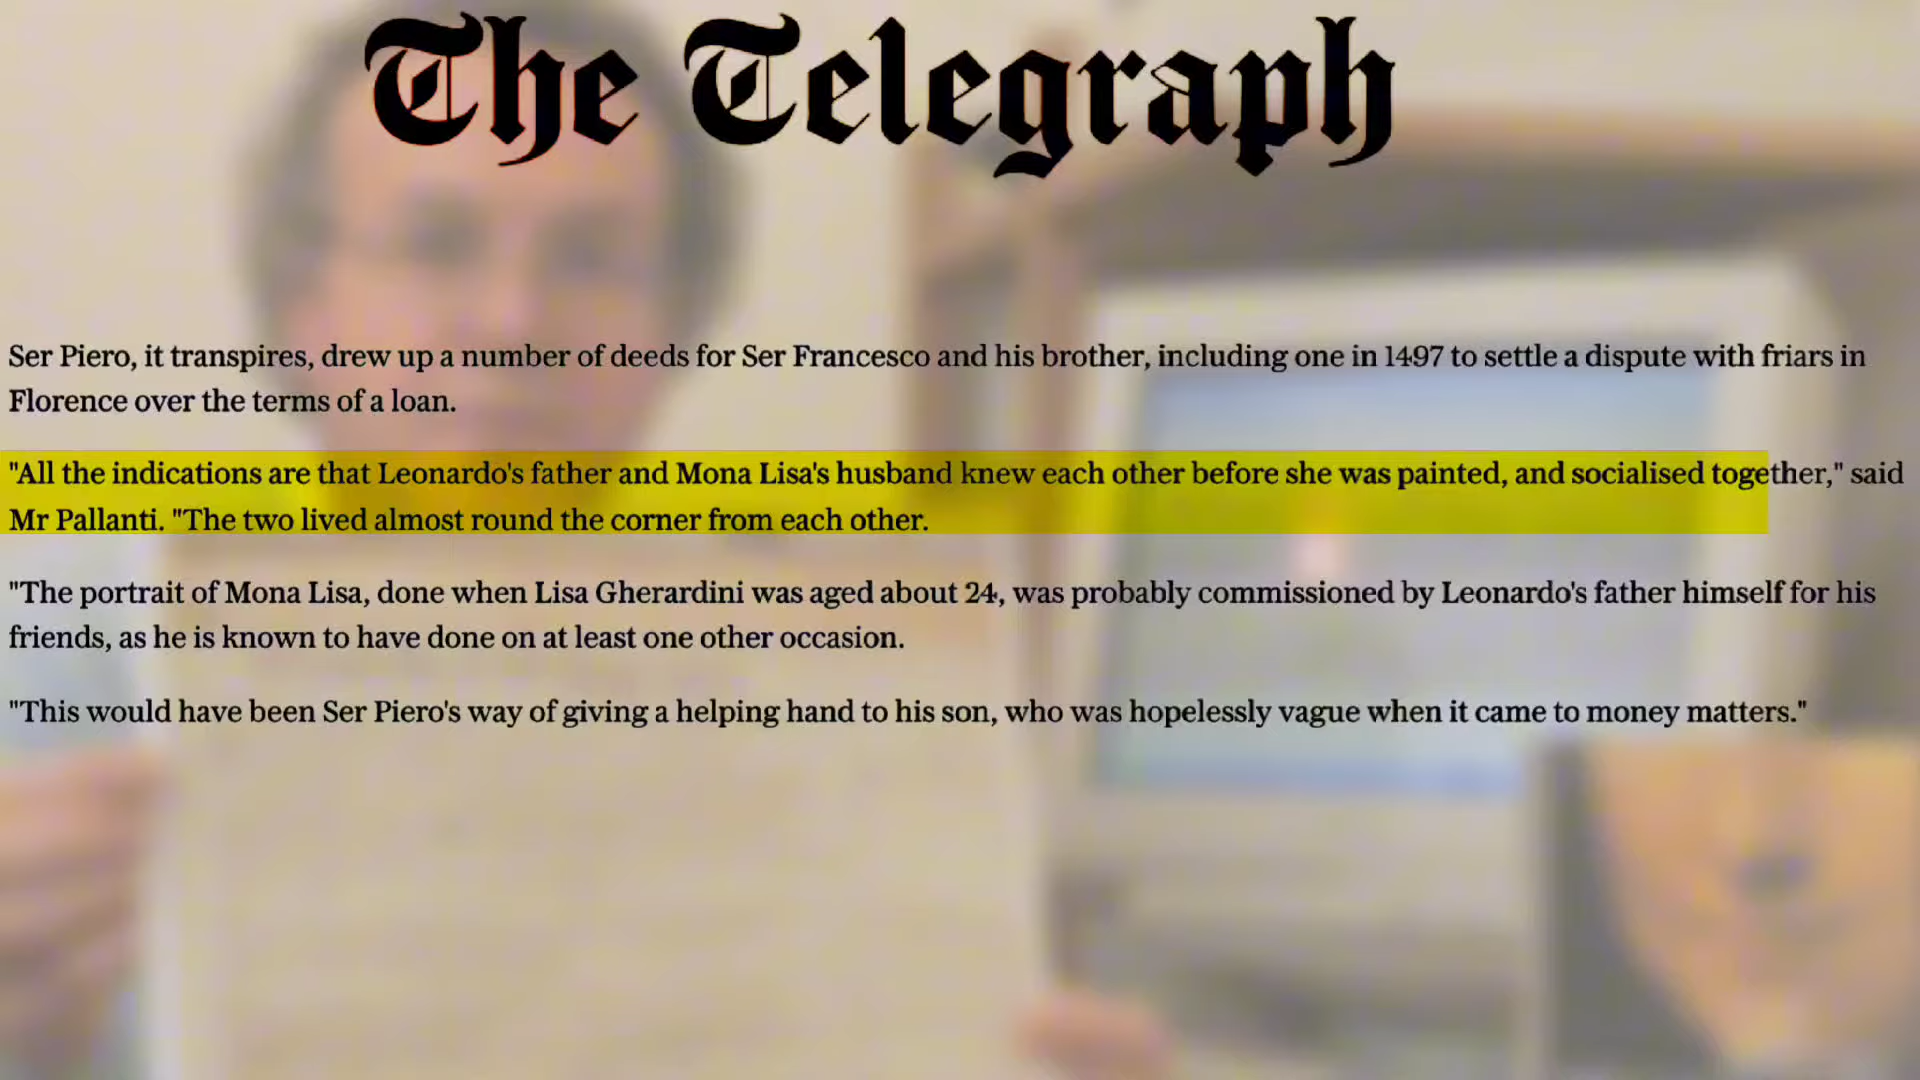 The Telegraph
Ser Piero, it transpires, drew up a number of deeds for Ser Francesco and his brother, including one in 1497 to settle a dispute with friars in
Florence over the terms of a loan.
"All the indications are that Leonardo's father and Mona Lisa's husband knew each other before she was painted, and socialised together," said
Mr Pallanti. "The two lived almost round the corner from each other.
"The portrait of Mona Lisa, done when Lisa Gherardini was aged about 24, was probably commissioned by Leonardo's father himself for his
friends, as he is known to have done on at least one other occasion.
"This would have been Ser Piero's way of giving a helping hand to his son, who was hopelessly vague when it came to money matters."